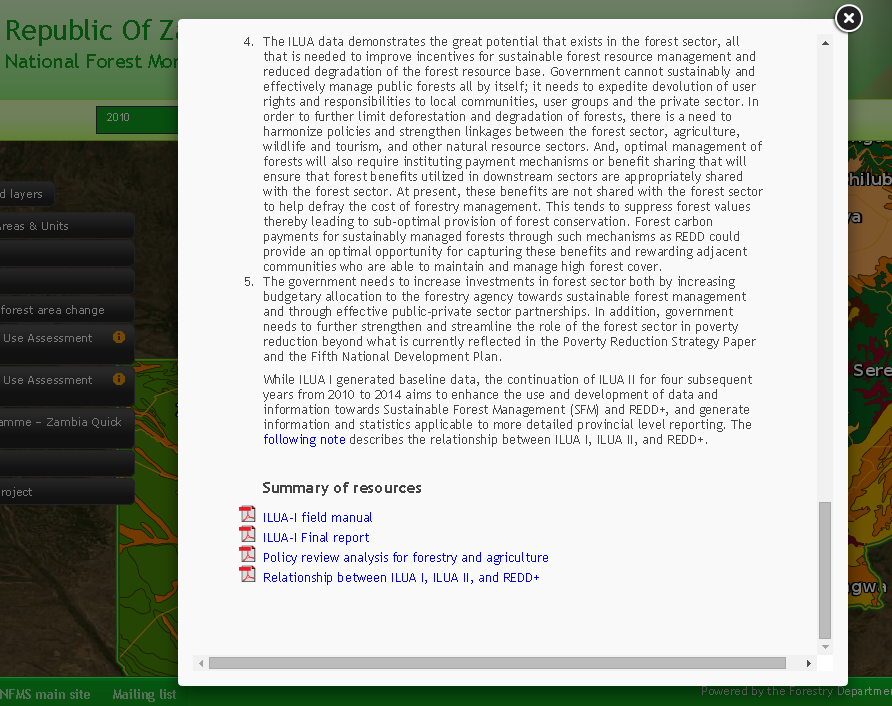 Republic Of Za
National Forest Mon
2010
d layers
Areas & Units
forest area change
Use Assessment
Use Assessment
amme – Zambia Quick
roject
4. The ILUA data demonstrates the great potential that exists in the forest sector, all
that is needed to improve incentives for sustainable forest resource management and
reduced degradation of the forest resource base. Government cannot sustainably and
effectively manage public forests all by itself; it needs to expedite devolution of user
rights and responsibilities to local communities, user groups and the private sector. In
order to further limit deforestation and degradation of forests, there is a need to
harmonize policies and strengthen linkages between the forest sector, agriculture,
wildlife and tourism, and other natural resource sectors. And, optimal management of
forests will also require instituting payment mechanisms or benefit sharing that will
ensure that forest benefits utilized in downstream sectors are appropriately shared
with the forest sector. At present, these benefits are not shared with the forest sector
to help defray the cost of forestry management. This tends to suppress forest values
thereby leading to sub-optimal provision of forest conservation. Forest carbon
payments for sustainably managed forests through such mechanisms as REDD could
provide an optimal opportunity for capturing these benefits and rewarding adjacent
communities who are able to maintain and manage high forest cover.
5. The government needs to increase investments in forest sector both by increasing
budgetary allocation to the forestry agency towards sustainable forest management
and through effective public-private sector partnerships. In addition, government
needs to further strengthen and streamline the role of the forest sector in poverty
reduction beyond what is currently reflected in the Poverty Reduction Strategy Paper
and the Fifth National Development Plan.
While ILUA I generated baseline data, the continuation of ILUA II for four subsequent
years from 2010 to 2014 aims to enhance the use and development of data and
information towards Sustainable Forest Management (SFM) and REDD+, and generate
information and statistics applicable to more detailed provincial level reporting. The
following note describes the relationship between ILUA I, ILUA II, and REDD+.
Summary of resources
ILUA-I field manual
ILUA-I Final report
Policy review analysis for forestry and agriculture
Relationship between ILUA I, ILUA II, and REDD+
hilub
va
Sere
ngwa
NFMS main site
Mailing list
Powered by the Forestry Departme